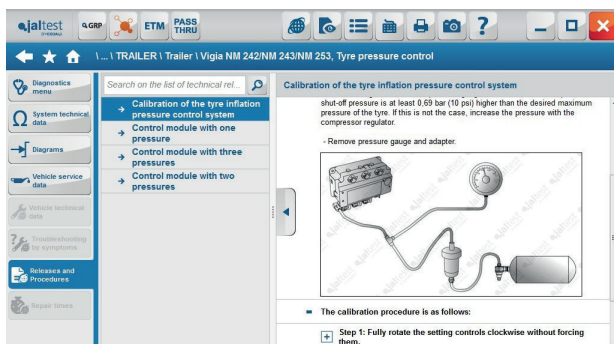 jaltest
GRP
ETM
PASS
THRU
\ ... \ TRAILER \ Trailer \ Vigia NM 242/NM 243/NM 253, Tyre pressure control
Diagnostics
menu
System technical
data
Diagrams
Vehicle service
data
Vehicle technical
data
Troubleshooting
by symptoms
Releases and
Procedures
Repair times
Search on the list of technical rel...
Calibration of the tyre inflation
pressure control system
Control module with one
pressure
Control module with three
pressures
Control module with two
pressures
Calibration of the tyre inflation pressure control system
shut-off pressure is at least 0,69 bar (10 psi) higher than the desired maximum
pressure of the tyre. If this is not the case, increase the pressure with the
compressor regulator.
- Remove pressure gauge and adapter.
The calibration procedure is as follows:
Step 1: Fully rotate the setting controls clockwise without forcing
them.